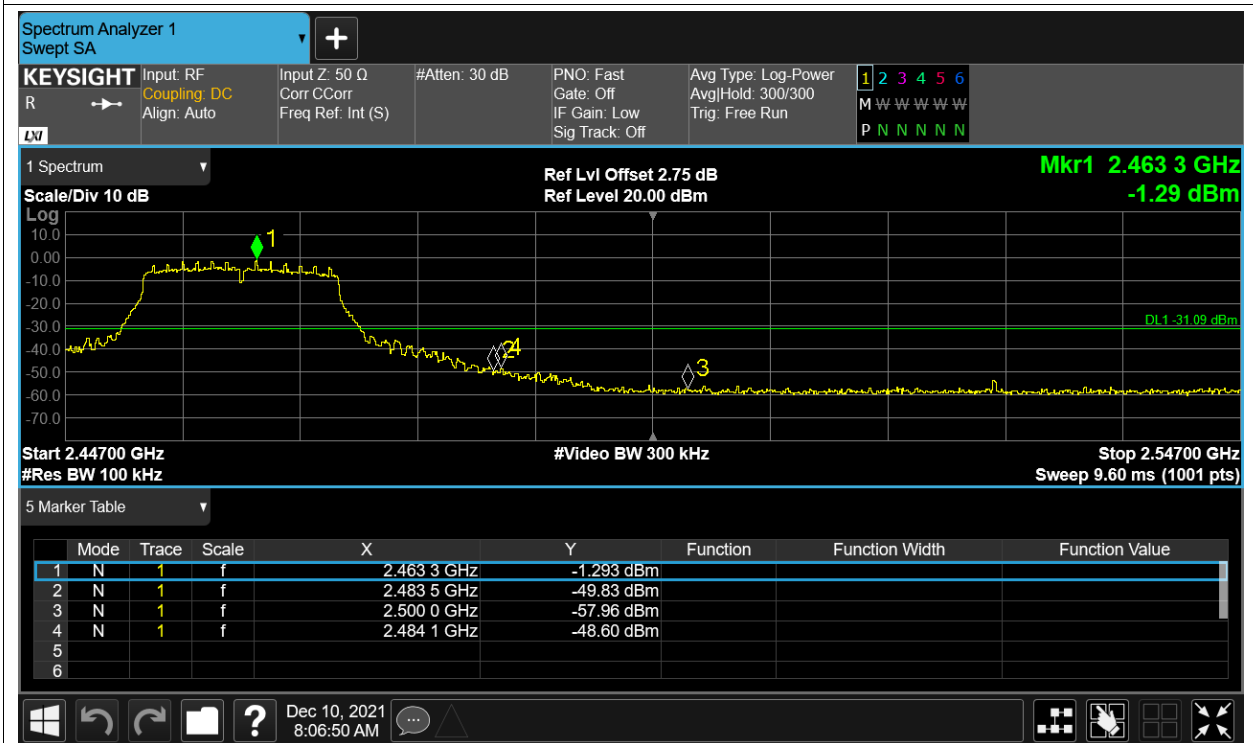 Spectrum Analyzer 1
Swept SA
KEYSIGHT
R
LXI
Input: RF
Coupling: DC
Align: Auto
Input Z: 50 Ω
Corr CCorr
Freq Ref: Int (S)
#Atten: 30 dB
PNO: Fast
Gate: Off
IF Gain: Low
Sig Track: Off
Avg Type: Log-Power
Avg|Hold: 300/300
Trig: Free Run
1 2 3 4 5 6
M W W W W W
P N N N N N
1 Spectrum
Scale/Div 10 dB
Ref Lvl Offset 2.75 dB
Ref Level 20.00 dBm
Mkr1 2.463 3 GHz
-1.29 dBm
Log
10.0
0.00
-10.0
-20.0
-30.0
-40.0
-50.0
-60.0
-70.0
1
24
3
DL1 -31.09 dBm
Start 2.44700 GHz
#Res BW 100 kHz
#Video BW 300 kHz
Stop 2.54700 GHz
Sweep 9.60 ms (1001 pts)
5 Marker Table
Mode Trace Scale X Y Function Function Width Function Value
1 N 1 f 2.463 3 GHz -1.293 dBm
2 N 1 f 2.483 5 GHz -49.83 dBm
3 N 1 f 2.500 0 GHz -57.96 dBm
4 N 1 f 2.484 1 GHz -48.60 dBm
5
6
?
Dec 10, 2021
8:06:50 AM